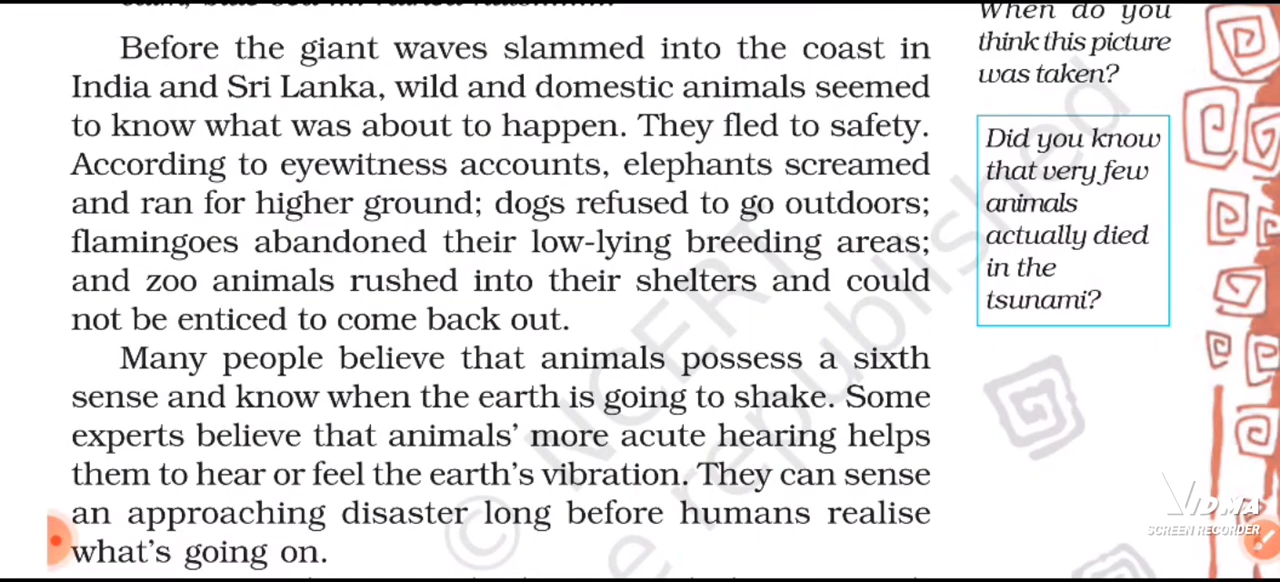 When do you
think this picture
was taken?
Before the giant waves slammed into the coast in
India and Sri Lanka, wild and domestic animals seemed
to know what was about to happen. They fled to safety.
According to eyewitness accounts, elephants screamed
and ran for higher ground; dogs refused to go outdoors;
flamingoes abandoned their low-lying breeding areas;
and zoo animals rushed into their shelters and could
not be enticed to come back out.
Many people believe that animals possess a sixth
sense and know when the earth is going to shake. Some
experts believe that animals’ more acute hearing helps
them to hear or feel the earth’s vibration. They can sense
an approaching disaster long before humans realise
what’s going on.
Did you know
that very few
animals
actually died
in the
tsunami?
© NCERT
republished
VIDMA
SCREEN RECORDER